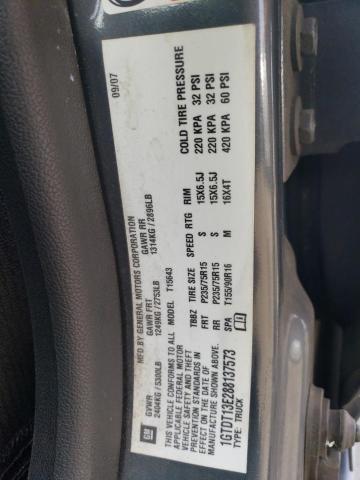 MFD BY GENERAL MOTORS CORPORATION
09/07
GM
GVWR GAWR FRT GAWR RR
2404KG / 5300LB 1249KG / 2753LB 1314KG / 2896LB
THIS VEHICLE CONFORMS TO ALL
APPLICABLE FEDERAL MOTOR
VEHICLE SAFETY AND THEFT
PREVENTION STANDARDS IN
EFFECT ON THE DATE OF
MANUFACTURE SHOWN ABOVE.
1GTDT13E288137573
TYPE: TRUCK
MODEL: T15643
TBBZ TIRE SIZE SPEED RTG RIM COLD TIRE PRESSURE
FRT P235/75R15 S 15X6.5J 220 KPA 32 PSI
RR P235/75R15 S 15X6.5J 220 KPA 32 PSI
SPA T155/90R16 M 16X4T 420 KPA 60 PSI